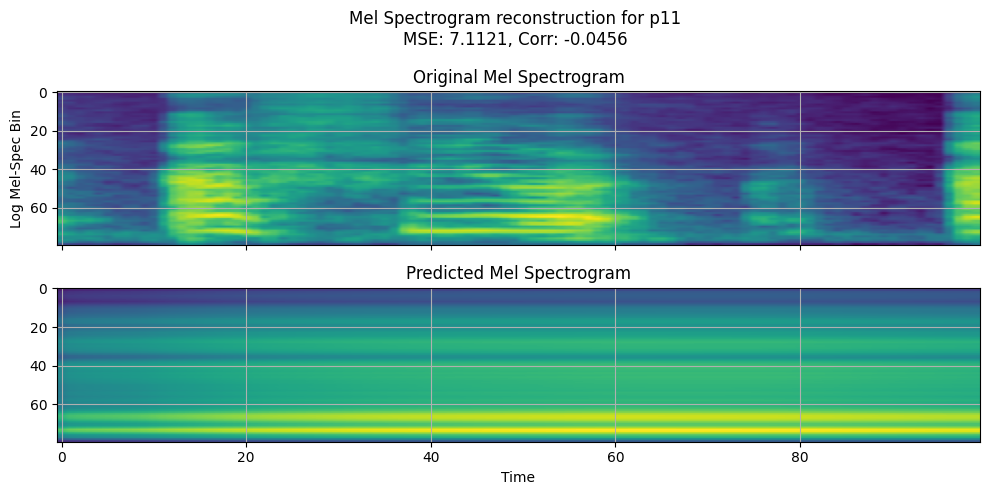 Mel Spectrogram reconstruction for p11
MSE: 7.1121, Corr: -0.0456
Original Mel Spectrogram
0
20
40
60
Log Mel-Spec Bin
Predicted Mel Spectrogram
0
20
40
60
0 20 40 60 80
Time